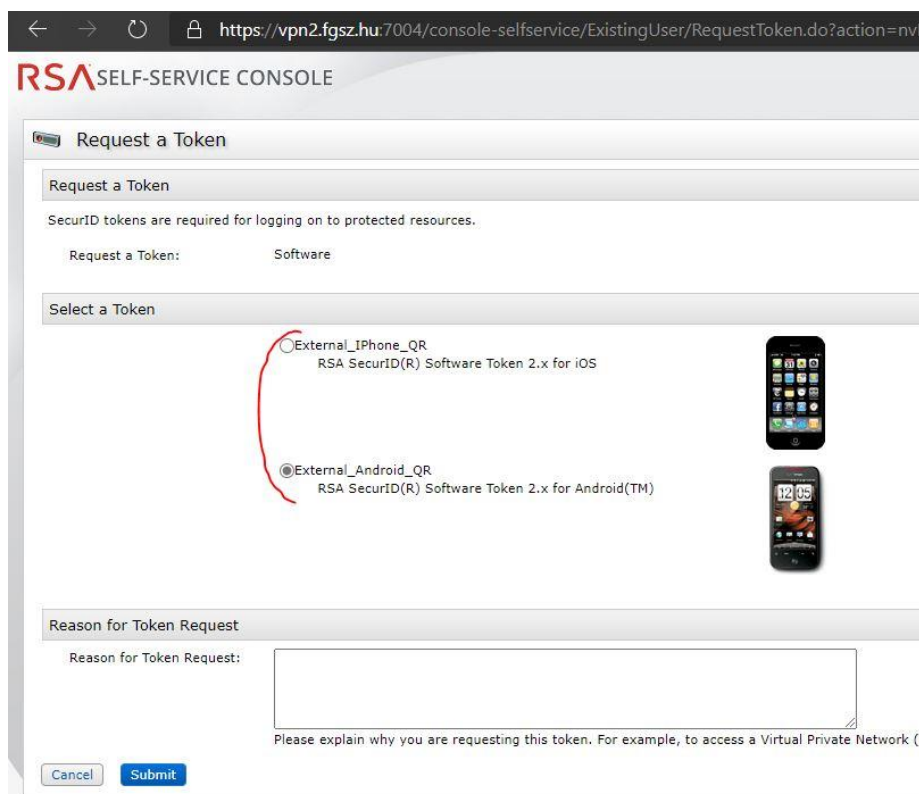 https://vpn2.fgsz.hu:7004/console-selfservice/ExistingUser/RequestToken.do?action=nv
RSA SELF-SERVICE CONSOLE
Request a Token
Request a Token
SecurID tokens are required for logging on to protected resources.
Request a Token: Software
Select a Token
External_IPhone_QR
RSA SecurID(R) Software Token 2.x for iOS
External_Android_QR
RSA SecurID(R) Software Token 2.x for Android(TM)
12 05
Reason for Token Request
Reason for Token Request:
Please explain why you are requesting this token. For example, to access a Virtual Private Network (
Cancel Submit